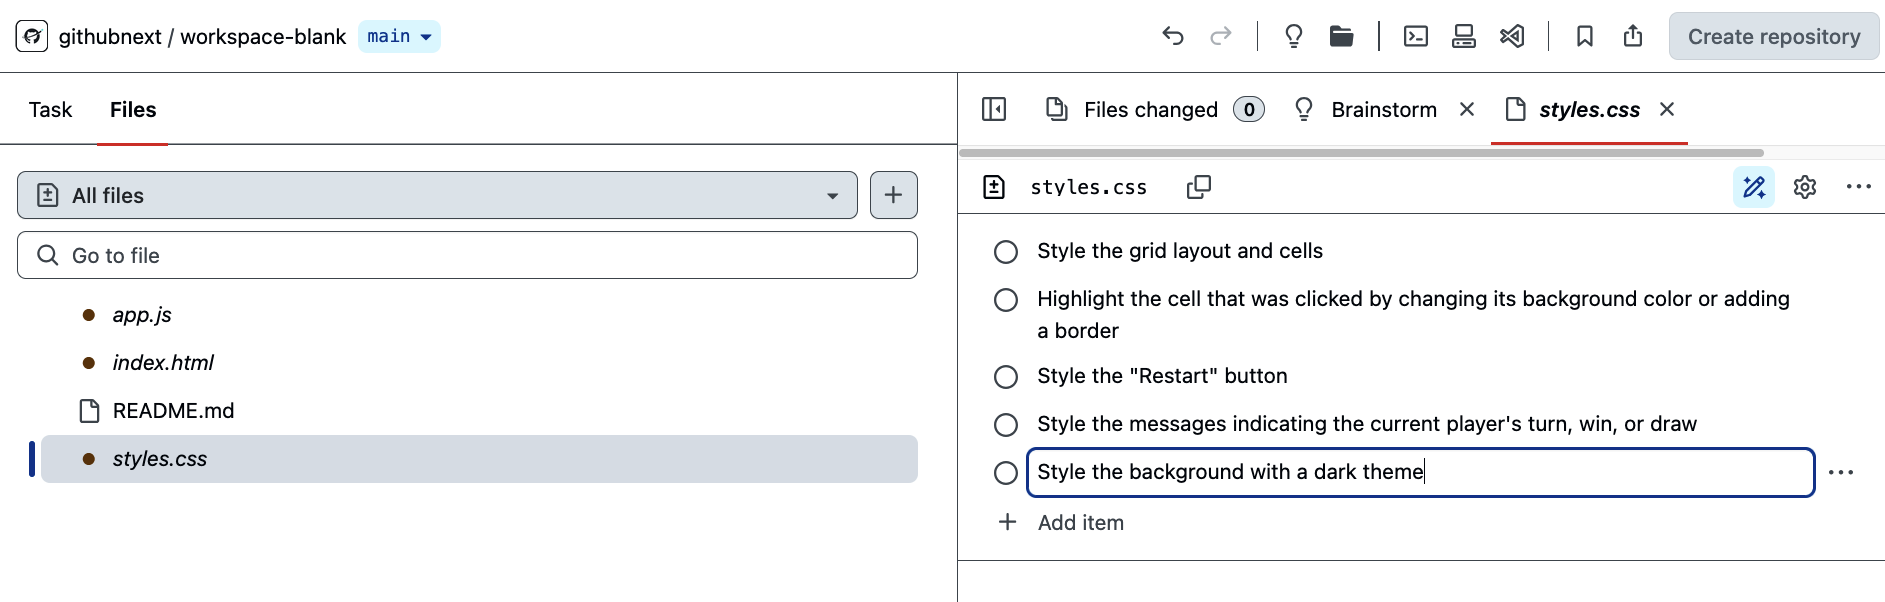 githubnext / workspace-blank main
Create repository
Task Files
Files changed 0 Brainstorm styles.css
All files
Go to file
app.js
index.html
README.md
styles.css
styles.css
Style the grid layout and cells
Highlight the cell that was clicked by changing its background color or adding
a border
Style the "Restart" button
Style the messages indicating the current player's turn, win, or draw
Style the background with a dark theme
Add item